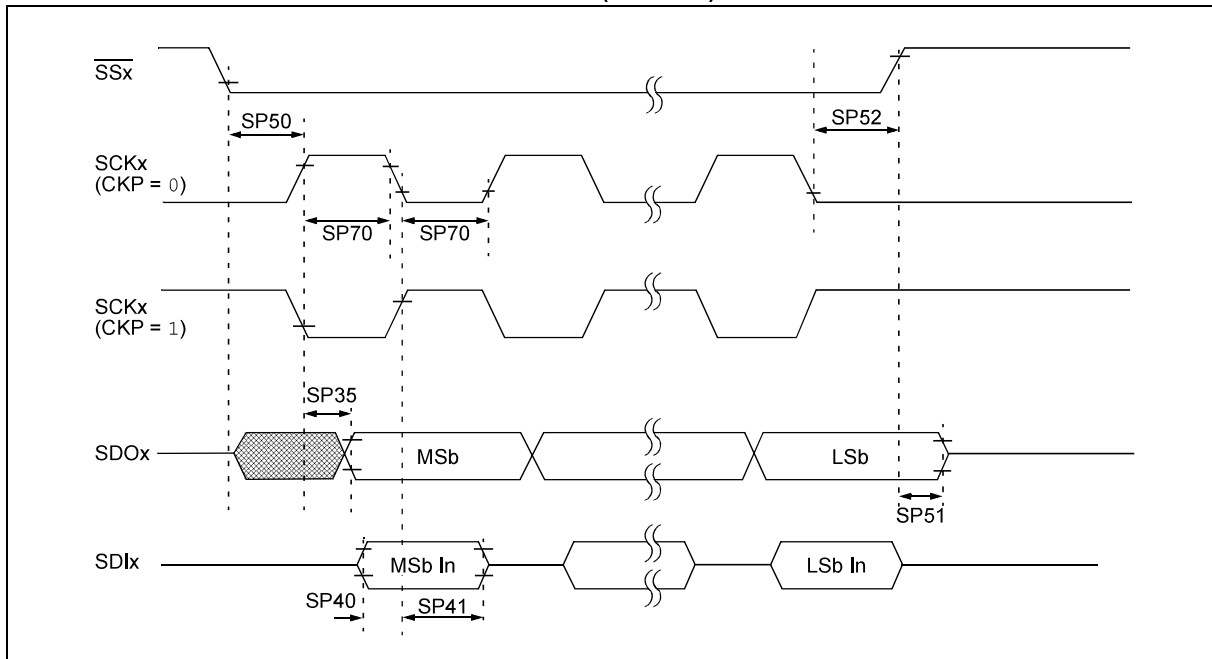 SSx
SP50
SP52
SCKx
(CKP = 0)
SP70
SP70
SCKx
(CKP = 1)
SP35
SDOx
MSb
LSb
SP51
SDIx
MSb In
LSb In
SP40
SP41